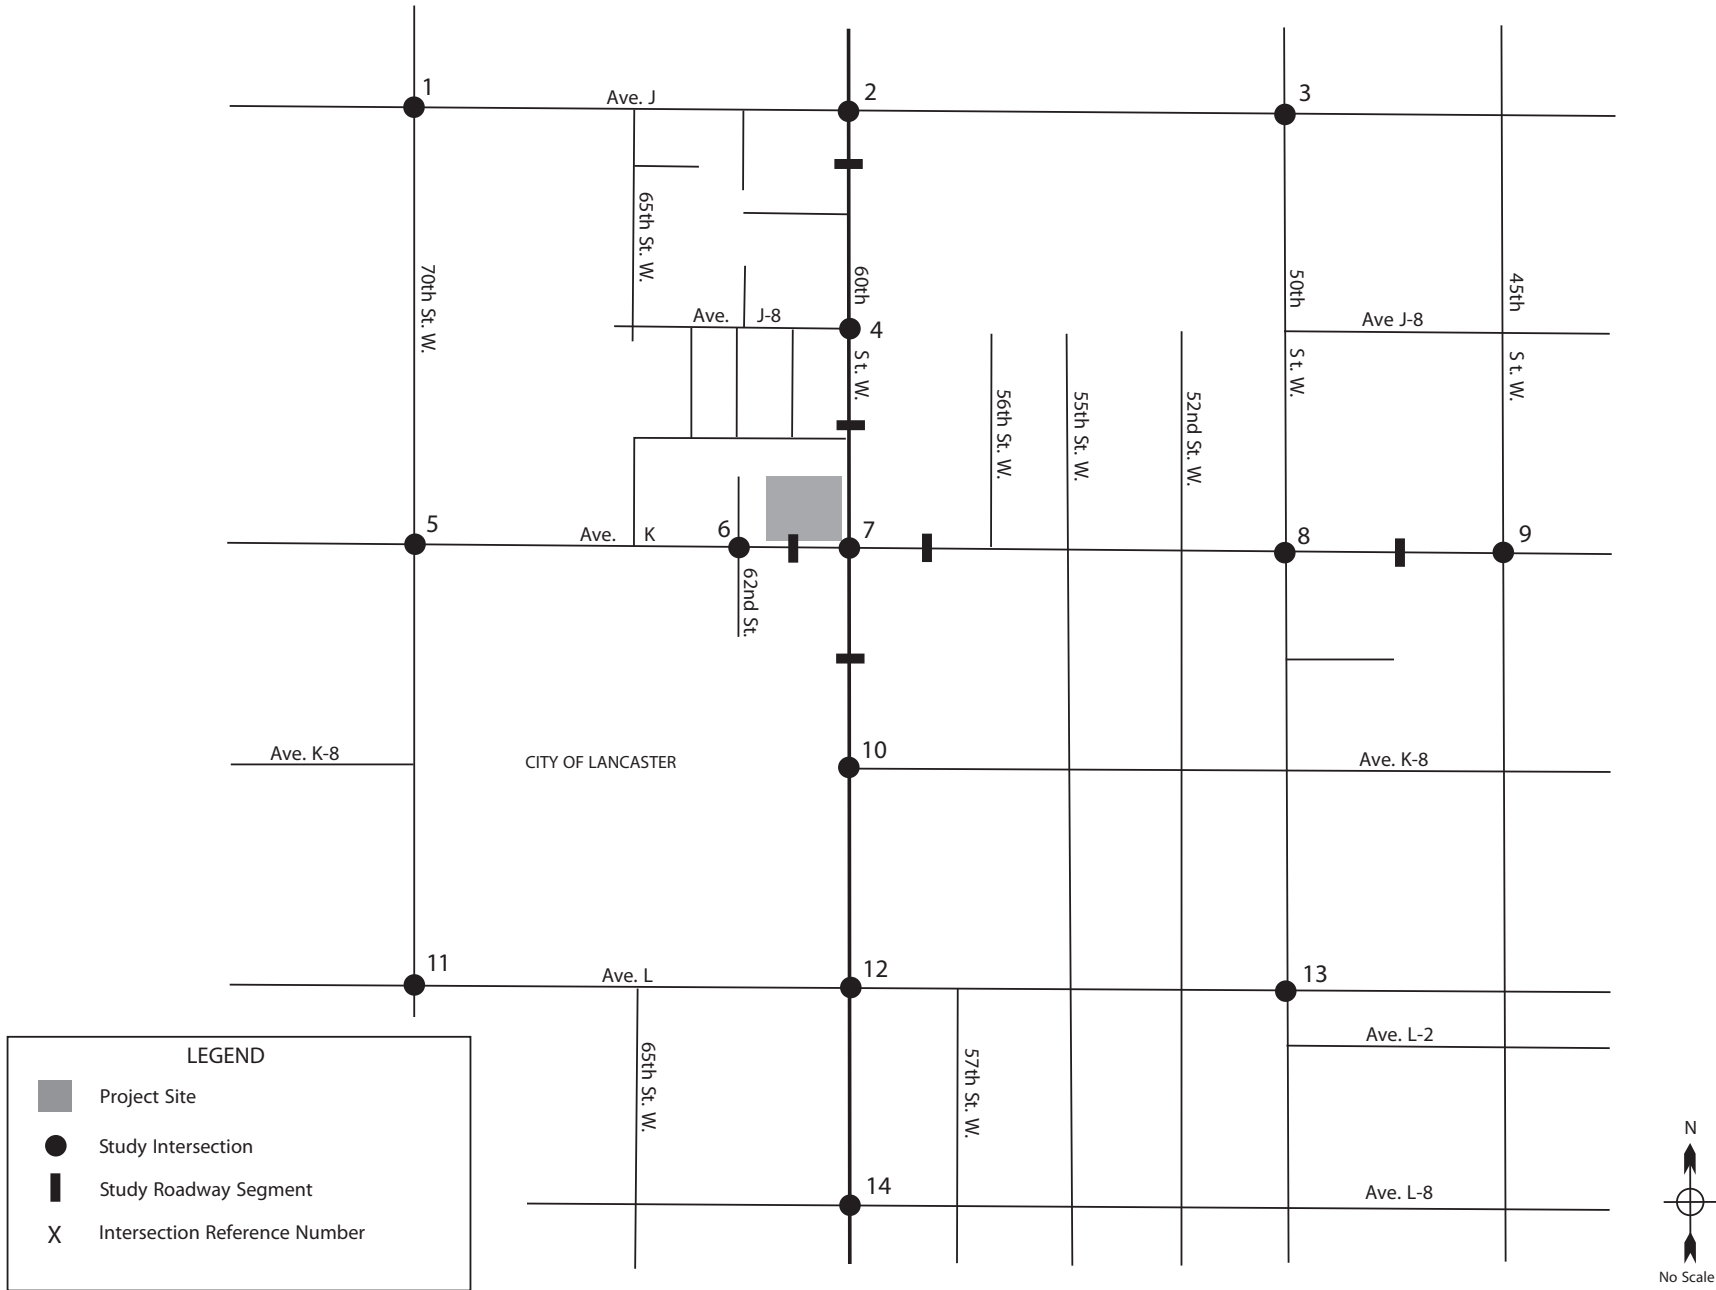 1
2
3
Ave. J
65th St. W.
70th St. W.
60th
St. W.
50th
St. W.
45th
St. W.
Ave. J-8
4
Ave J-8
56th St. W.
55th St. W.
52nd St. W.
5
Ave. K
6
7
8
9
62nd St.
Ave. K-8
CITY OF LANCASTER
10
Ave. K-8
11
Ave. L
12
13
Ave. L-2
65th St. W.
57th St. W.
14
Ave. L-8
LEGEND
Project Site
Study Intersection
Study Roadway Segment
X Intersection Reference Number
N
No Scale